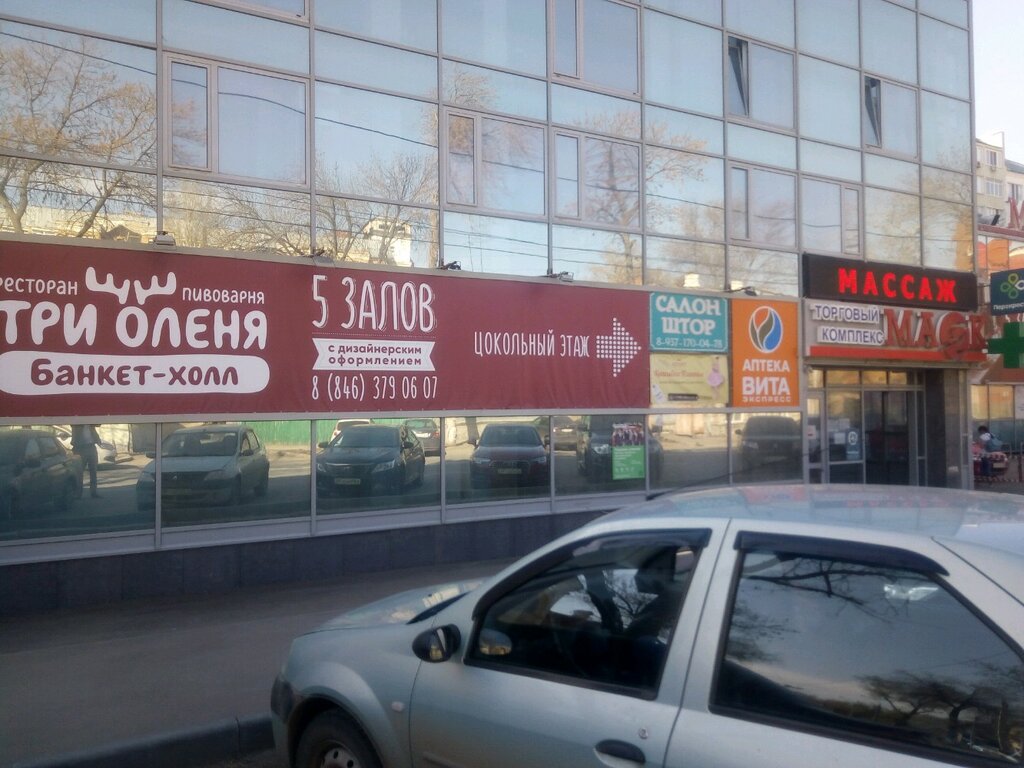 РЕСТОРАН
ПИВОВАРНЯ
ТРИ ОЛЕНЯ
Банкет-холл
5 ЗАЛОВ
с дизайнерским
оформлением
8 (846) 379 06 07
ЦОКОЛЬНЫЙ ЭТАЖ
САЛОН
ШТОР
8-937-170-04-78
АПТЕКА
ВИТА
ЭКСПРЕСС
МАССАЖ
ТОРГОВЫЙ
КОМПЛЕКС